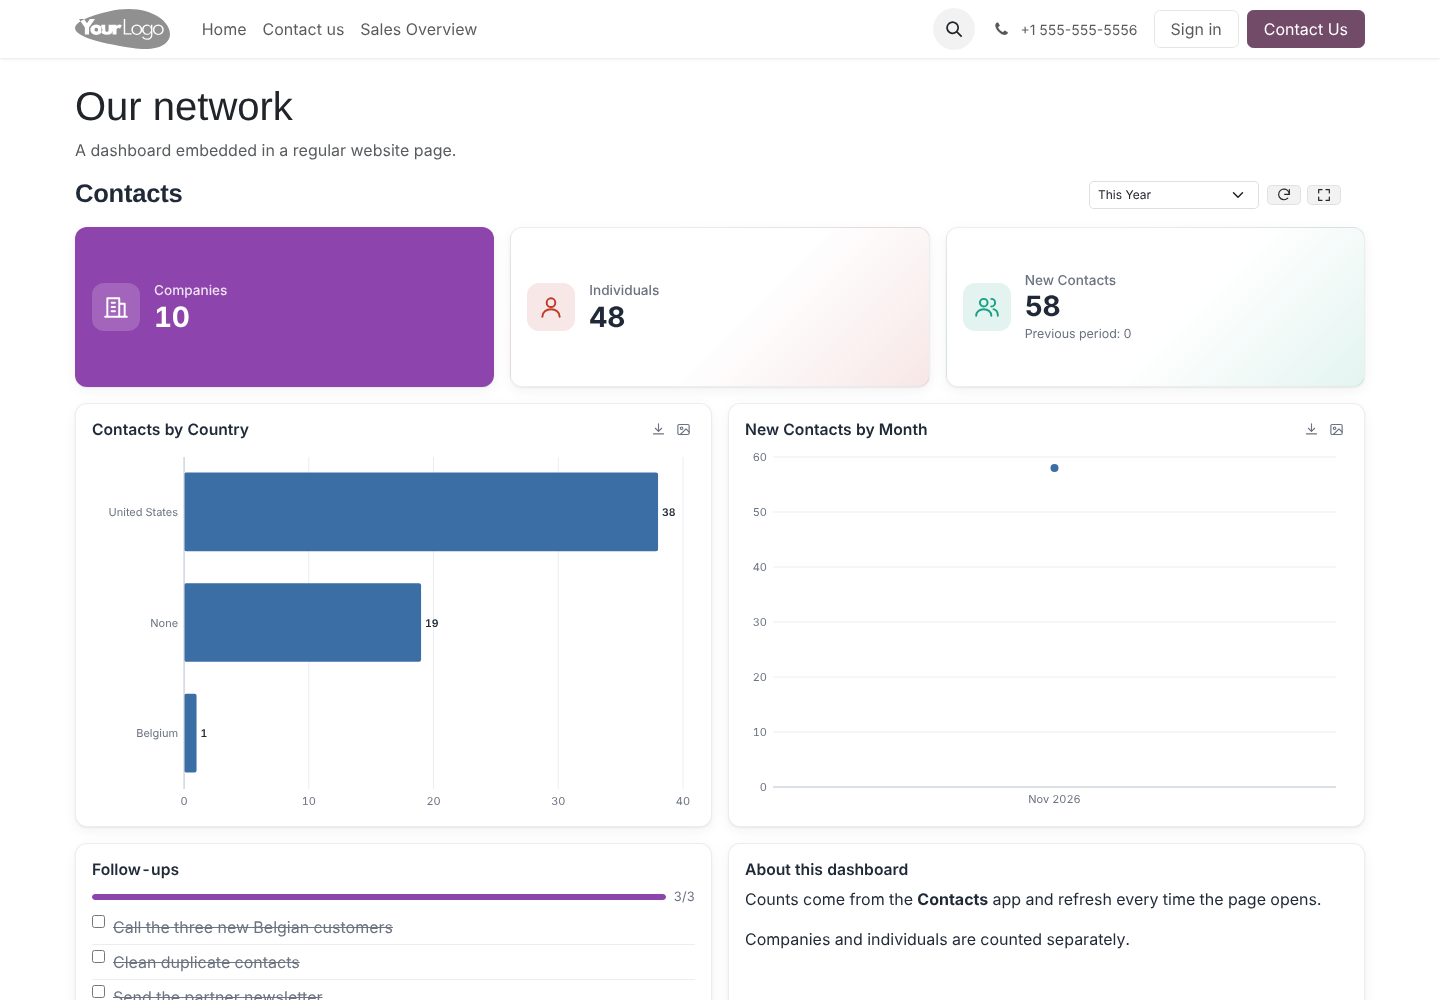 YourLogo
Home
Contact us
Sales Overview
+1 555-555-5556
Sign in
Contact Us
Our network
A dashboard embedded in a regular website page.
Contacts
This Year
Companies
10
Individuals
48
New Contacts
58
Previous period: 0
Contacts by Country
United States
38
None
19
Belgium
1
0 10 20 30 40
New Contacts by Month
60
50
40
30
20
10
0
Nov 2026
Follow-ups
3/3
Call the three new Belgian customers
Clean duplicate contacts
Send the partner newsletter
About this dashboard
Counts come from the Contacts app and refresh every time the page opens.
Companies and individuals are counted separately.